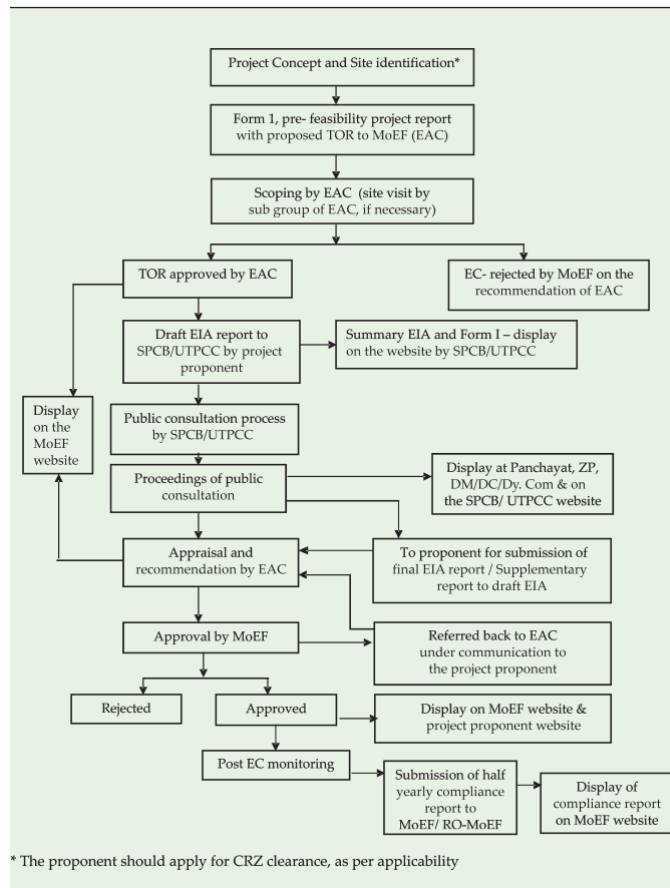 Project Concept and Site identification*
Form 1, pre- feasibility project report
with proposed TOR to MoEF (EAC)
Scoping by EAC (site visit by
sub group of EAC, if necessary)
TOR approved by EAC
EC- rejected by MoEF on the
recommendation of EAC
Draft EIA report to
SPCB/UTPCC by project
proponent
Summary EIA and Form I – display
on the website by SPCB/UTPCC
Display
on the
MoEF
website
Public consultation process
by SPCB/UTPCC
Proceedings of public
consultation
Display at Panchayat, ZP,
DM/DC/Dy. Com & on
the SPCB/ UTPCC website
Appraisal and
recommendation by EAC
To proponent for submission of
final EIA report / Supplementary
report to draft EIA
Approval by MoEF
Referred back to EAC
under communication to
the project proponent
Rejected
Approved
Display on MoEF website &
project proponent website
Post EC monitoring
Submission of half
yearly compliance
report to
MoEF/ RO-MoEF
Display of
compliance report
on MoEF website
* The proponent should apply for CRZ clearance, as per applicability